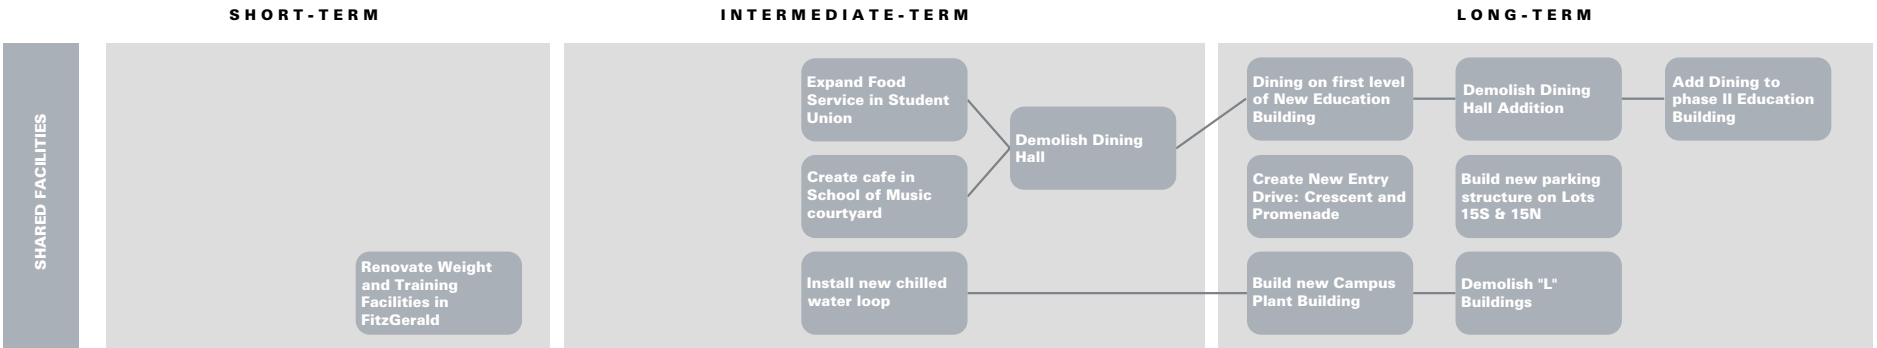 SHORT-TERM
INTERMEDIATE-TERM
LONG-TERM
SHARED FACILITIES
Renovate Weight
and Training
Facilities in
FitzGerald
Expand Food
Service in Student
Union
Create cafe in
School of Music
courtyard
Install new chilled
water loop
Demolish Dining
Hall
Dining on first level
of New Education
Building
Demolish Dining
Hall Addition
Add Dining to
phase II Education
Building
Create New Entry
Drive: Crescent and
Promenade
Build new parking
structure on Lots
15S & 15N
Build new Campus
Plant Building
Demolish "L"
Buildings